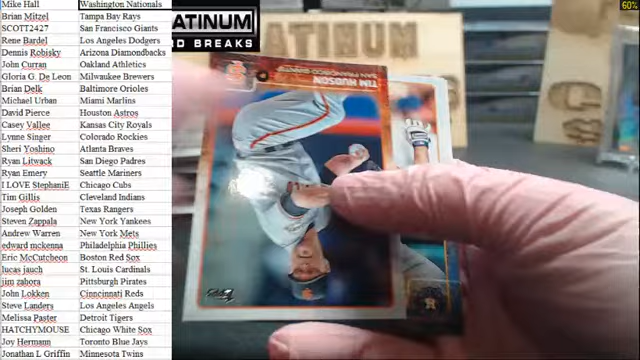 Mike Hall Washington Nationals
Brian Mitzel Tampa Bay Rays
SCOTT2427 San Francisco Giants
Rene Bardel Los Angeles Dodgers
Dennis Robisky Arizona Diamondbacks
John Curran Oakland Athletics
Gloria G. De Leon Milwaukee Brewers
Brian Delk Baltimore Orioles
Michael Urban Miami Marlins
David Pierce Houston Astros
Casey Vallee Kansas City Royals
Lynne Singer Colorado Rockies
Sheri Yoshino Atlanta Braves
Ryan Litwack San Diego Padres
Ryan Emery Seattle Mariners
I LOVE StephaniE Chicago Cubs
Tim Gillis Cleveland Indians
Joseph Golden Texas Rangers
Steven Zappala New York Yankees
Andrew Warren New York Mets
edward mckenna Philadelphia Phillies
Eric McCutcheon Boston Red Sox
lucas jauch St. Louis Cardinals
jim zahora Pittsburgh Pirates
John Lokken Cinncinati Reds
Steve Landers Los Angeles Angels
Melissa Paster Detroit Tigers
HATCHYMOUSE Chicago White Sox
Joy Hermann Toronto Blue Jays
Jonathan L Griffin Minnesota Twins
LATINUM
D BREAKS
LATINUM
TIM HUDSON
SAN FRANCISCO GIANTS
60%